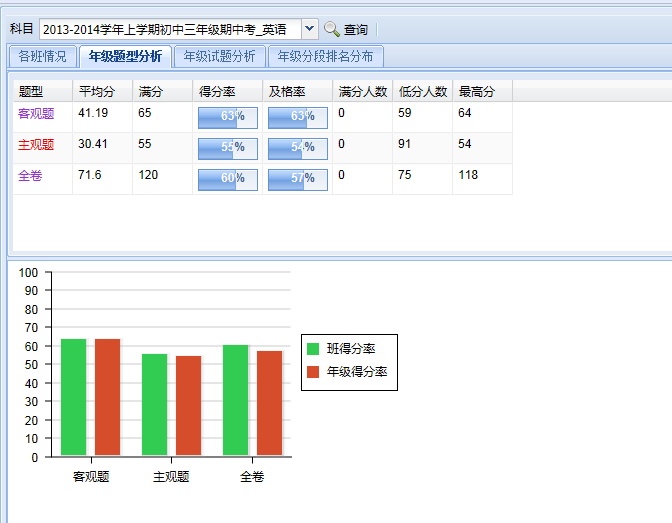 科目 2013-2014学年上学期初中三年级期中考_英语 查询
各班情况 年级题型分析 年级试题分析 年级分段排名分布
题型 平均分 满分 得分率 及格率 满分人数 低分人数 最高分
客观题 41.19 65 63% 63% 0 59 64
主观题 30.41 55 55% 54% 0 91 54
全卷 71.6 120 60% 57% 0 75 118
100
90
80
70
60
50
40
30
20
10
0
客观题 主观题 全卷
班得分率
年级得分率